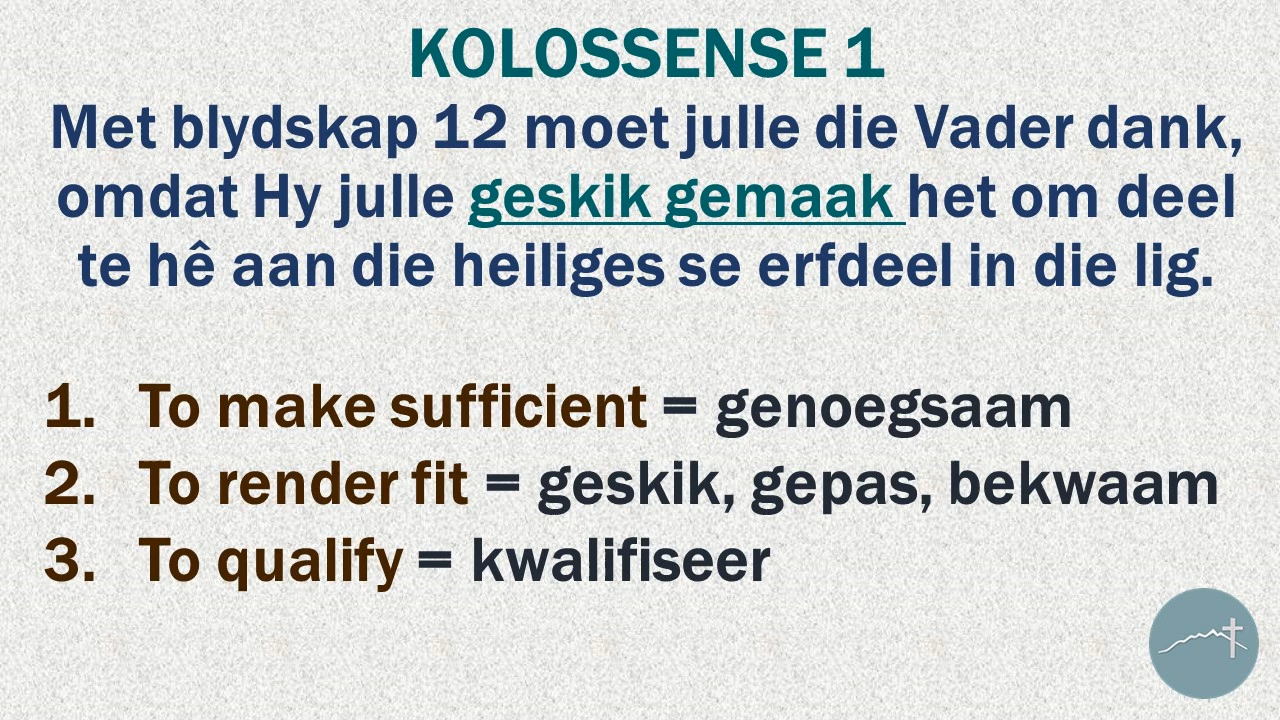 KOLOSSENSE 1
Met blydskap 12 moet julle die Vader dank,
omdat Hy julle geskik gemaak het om deel
te hê aan die heiliges se erfdeel in die lig.
1. To make sufficient = genoegsaam
2. To render fit = geskik, gepas, bekwaam
3. To qualify = kwalifiseer